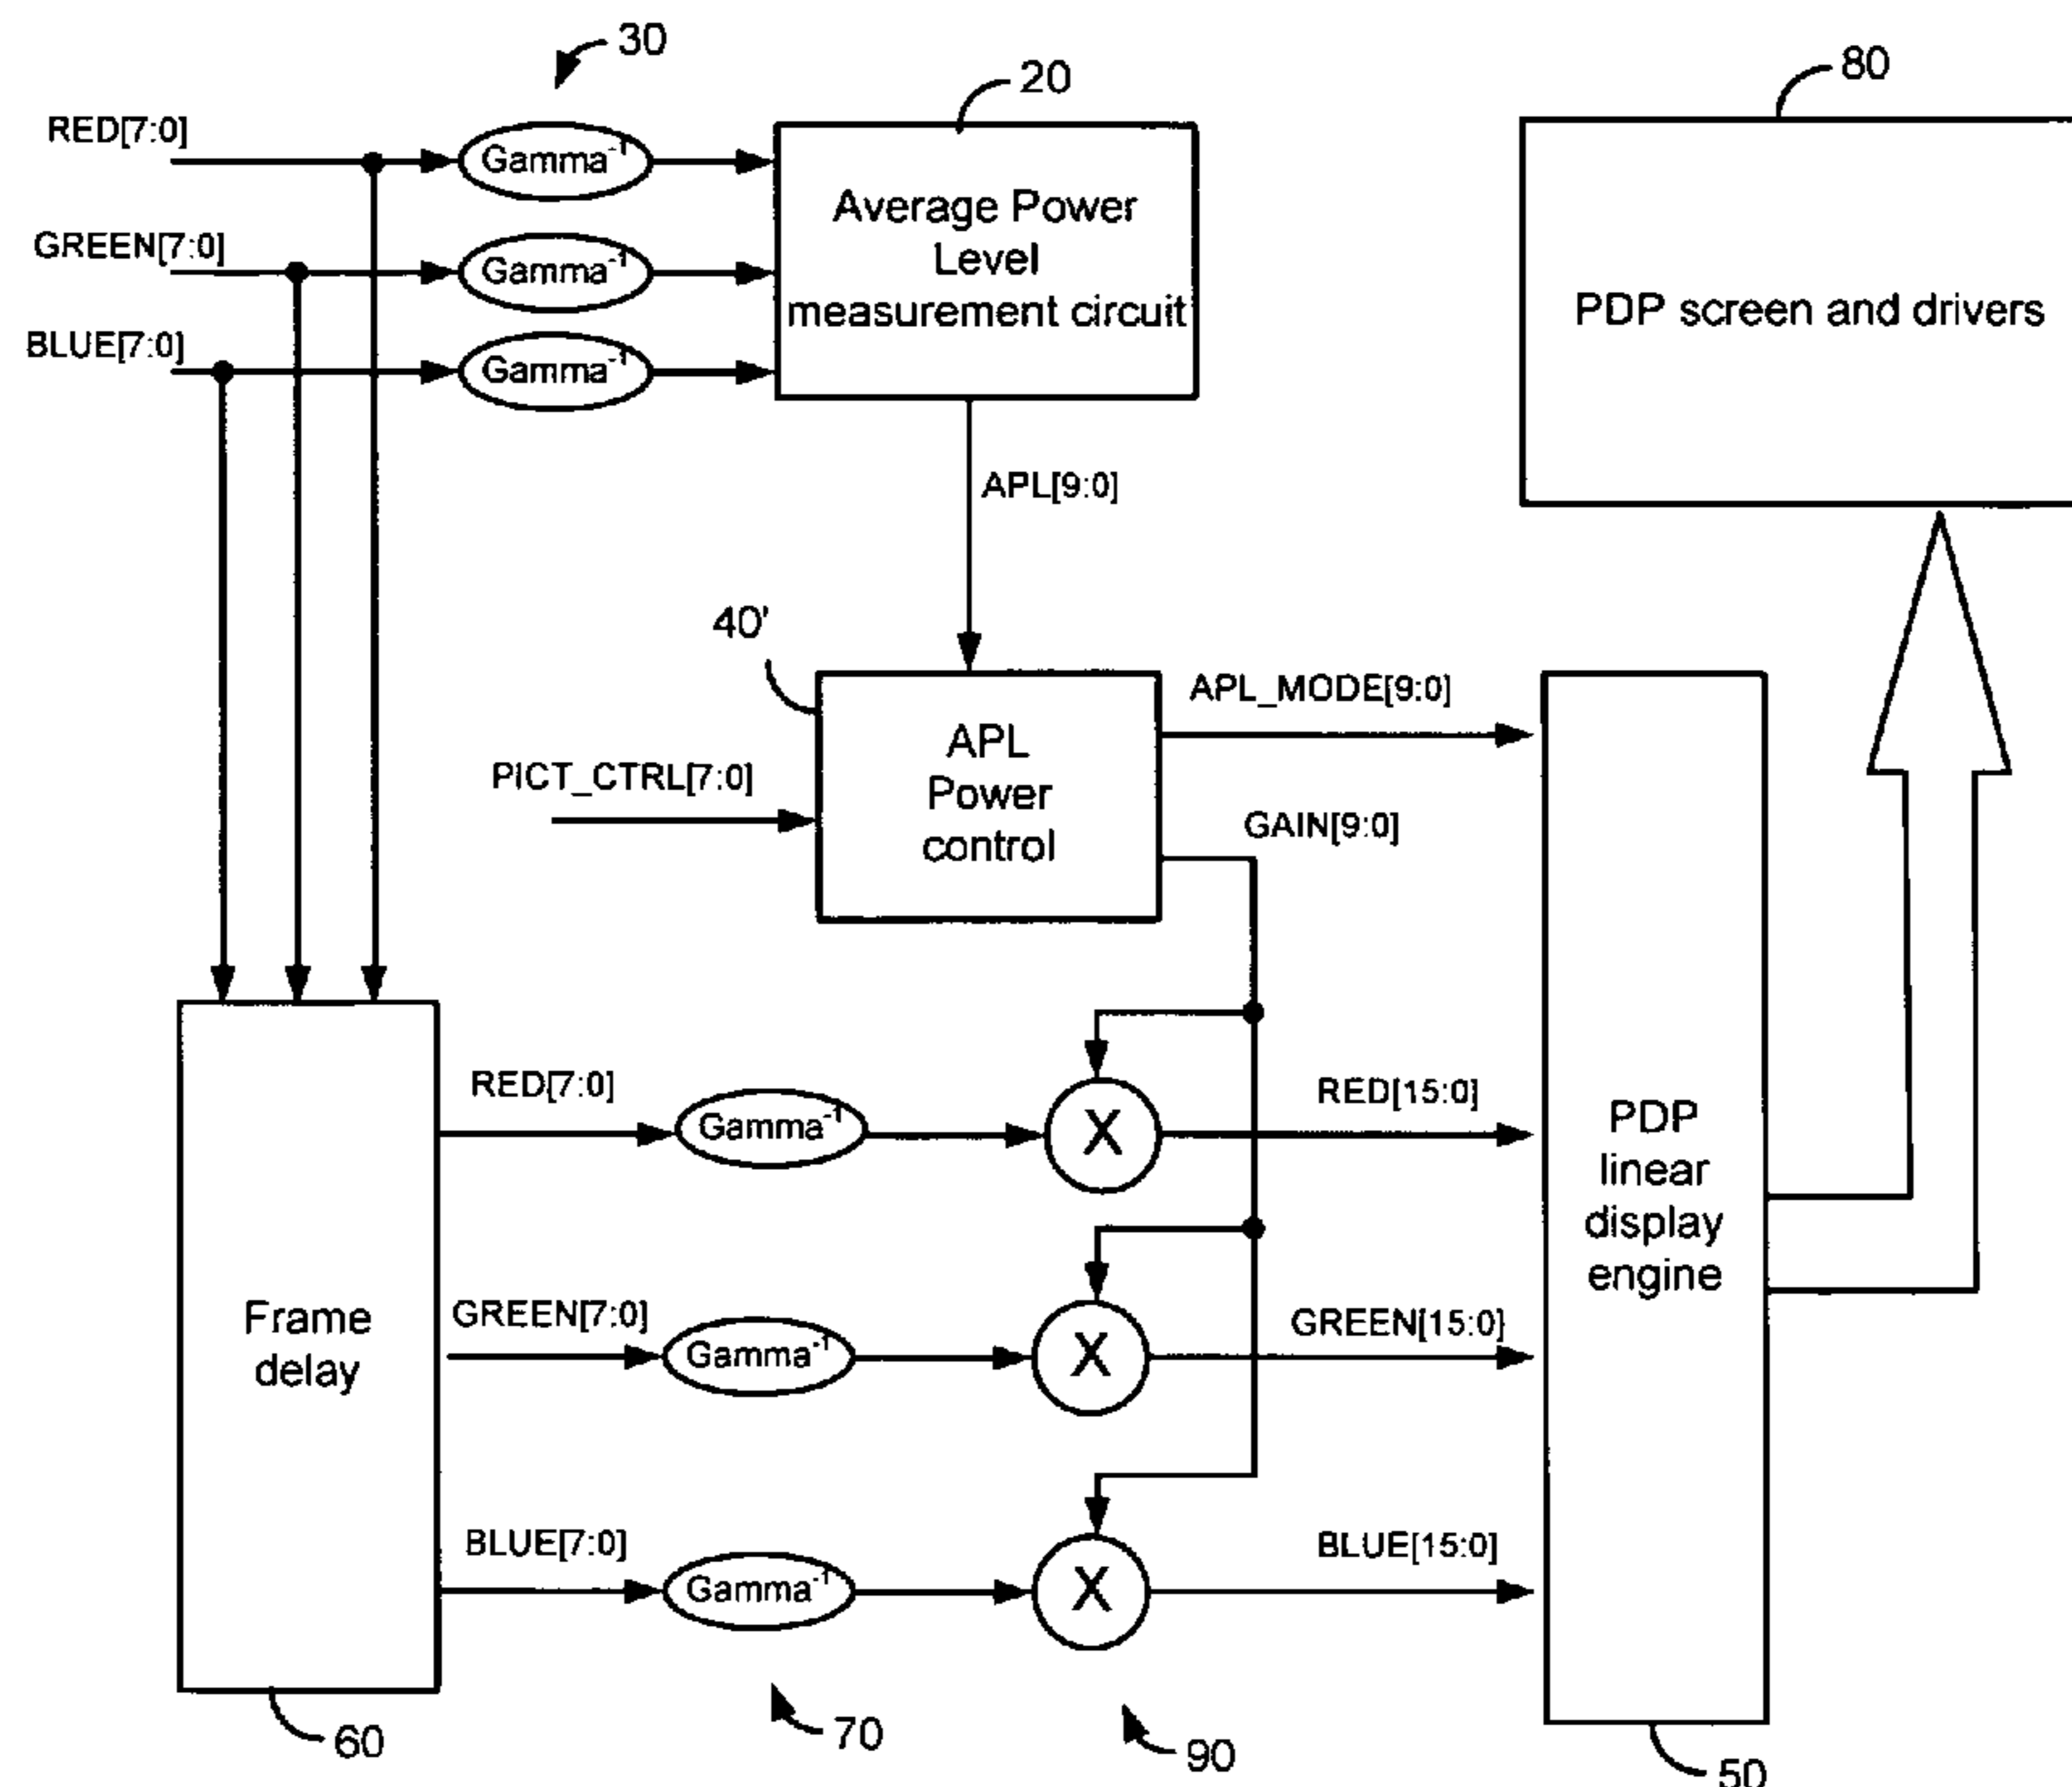 30
20
80
RED[7:0]
Gamma-1
GREEN[7:0]
Gamma-1
BLUE[7:0]
Gamma-1
Average Power
Level
measurement circuit
PDP screen and drivers
APL[9:0]
40'
APL_MODE[9:0]
PICT_CTRL[7:0]
APL
Power
control
GAIN[9:0]
RED[7:0]
Gamma-1
X
RED[15:0]
PDP
linear
display
engine
Frame
delay
GREEN[7:0]
Gamma-1
X
GREEN[15:0]
BLUE[7:0]
Gamma-1
X
BLUE[15:0]
60
70
90
50